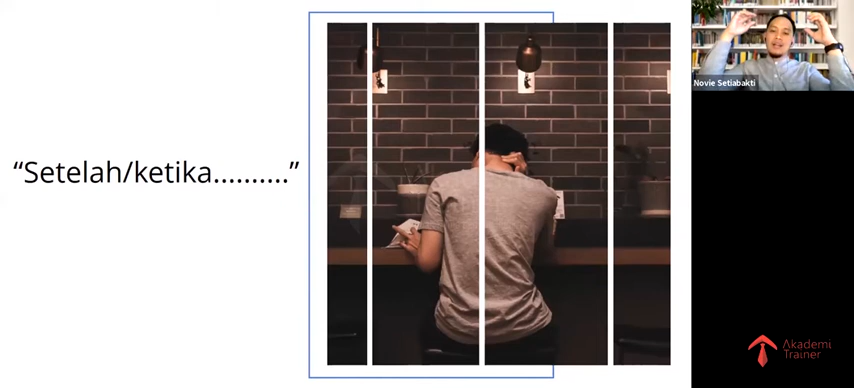 “Setelah/ketika..........”
Novie Setiabakti
Akademi
Trainer